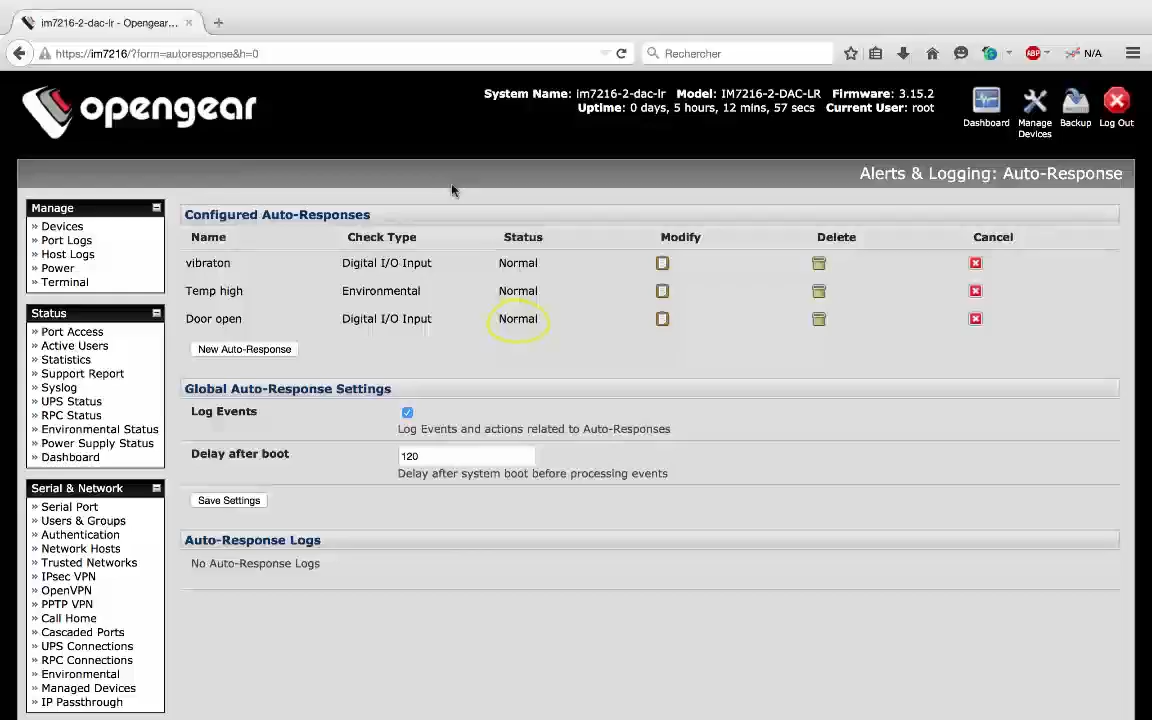 im7216-2-dac-lr - Opengear...
https://im7216/?form=autoresponse&h=0
Rechercher
ABP
N/A
opengear
System Name: im7216-2-dac-lr Model: IM7216-2-DAC-LR Firmware: 3.15.2
Uptime: 0 days, 5 hours, 12 mins, 57 secs Current User: root
Dashboard
Manage Devices
Backup
Log Out
Alerts & Logging: Auto-Response
Manage
» Devices
» Port Logs
» Host Logs
» Power
» Terminal
Status
» Port Access
» Active Users
» Statistics
» Support Report
» Syslog
» UPS Status
» RPC Status
» Environmental Status
» Power Supply Status
» Dashboard
Serial & Network
» Serial Port
» Users & Groups
» Authentication
» Network Hosts
» Trusted Networks
» IPsec VPN
» OpenVPN
» PPTP VPN
» Call Home
» Cascaded Ports
» UPS Connections
» RPC Connections
» Environmental
» Managed Devices
» IP Passthrough
Configured Auto-Responses
Name Check Type Status Modify Delete Cancel
vibraton Digital I/O Input Normal
Temp high Environmental Normal
Door open Digital I/O Input Normal
New Auto-Response
Global Auto-Response Settings
Log Events
Log Events and actions related to Auto-Responses
Delay after boot 120
Delay after system boot before processing events
Save Settings
Auto-Response Logs
No Auto-Response Logs